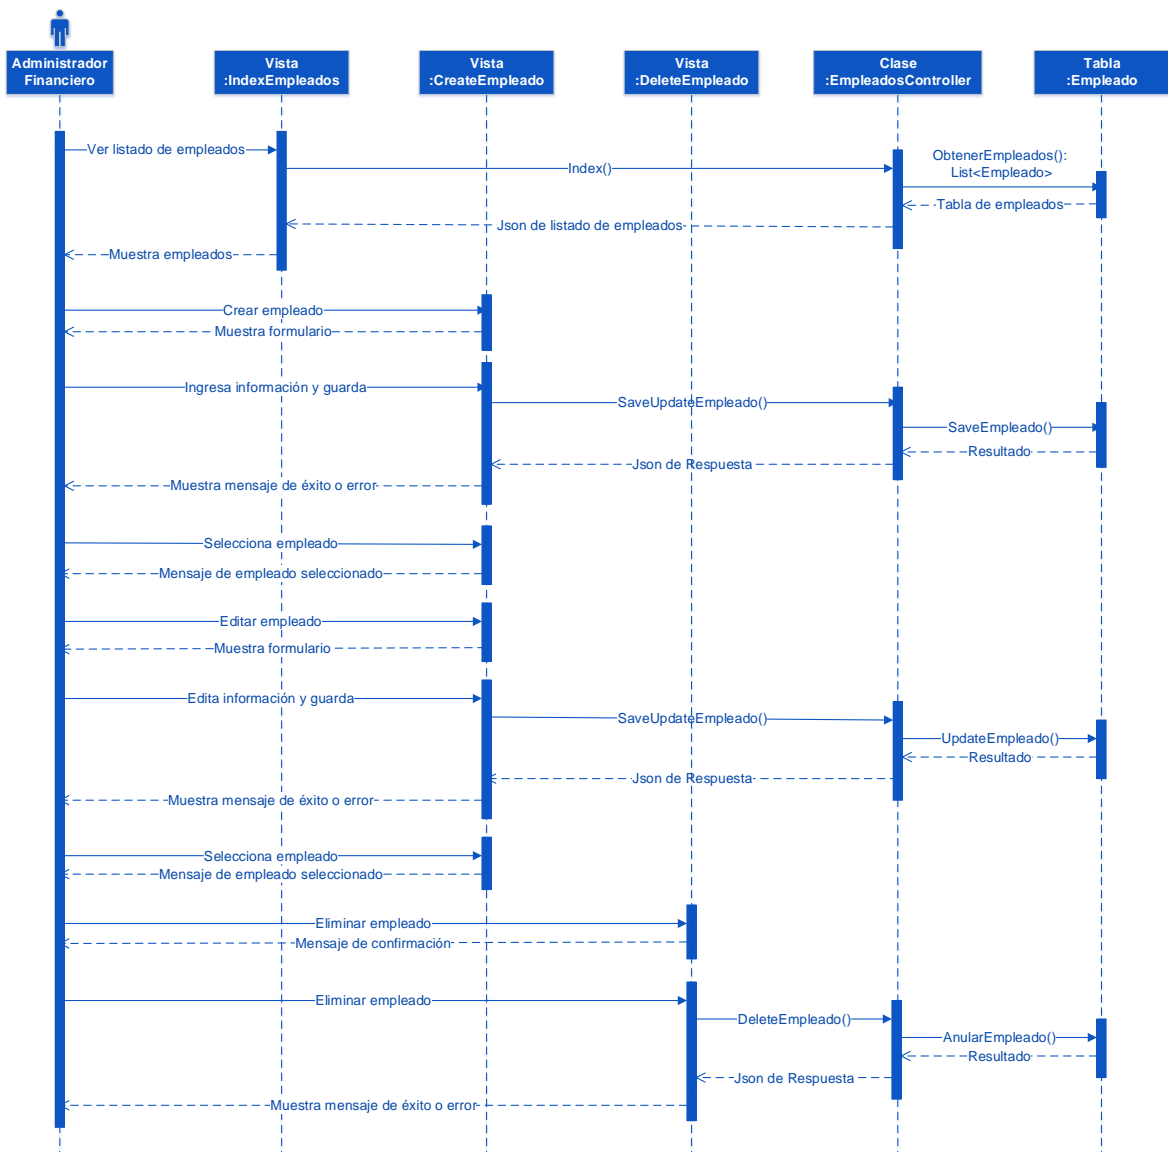 Administrador
Financiero
Vista
:IndexEmpleados
Vista
:CreateEmpleado
Vista
:DeleteEmpleado
Clase
:EmpleadosController
Tabla
:Empleado
Ver listado de empleados
Index()
ObtenerEmpleados():
List<Empleado>
Tabla de empleados
Json de listado de empleados
Muestra empleados
Crear empleado
Muestra formulario
Ingresa información y guarda
SaveUpdateEmpleado()
SaveEmpleado()
Resultado
Json de Respuesta
Muestra mensaje de éxito o error
Selecciona empleado
Mensaje de empleado seleccionado
Editar empleado
Muestra formulario
Edita información y guarda
SaveUpdateEmpleado()
UpdateEmpleado()
Resultado
Json de Respuesta
Muestra mensaje de éxito o error
Selecciona empleado
Mensaje de empleado seleccionado
Eliminar empleado
Mensaje de confirmación
Eliminar empleado
DeleteEmpleado()
AnularEmpleado()
Resultado
Json de Respuesta
Muestra mensaje de éxito o error